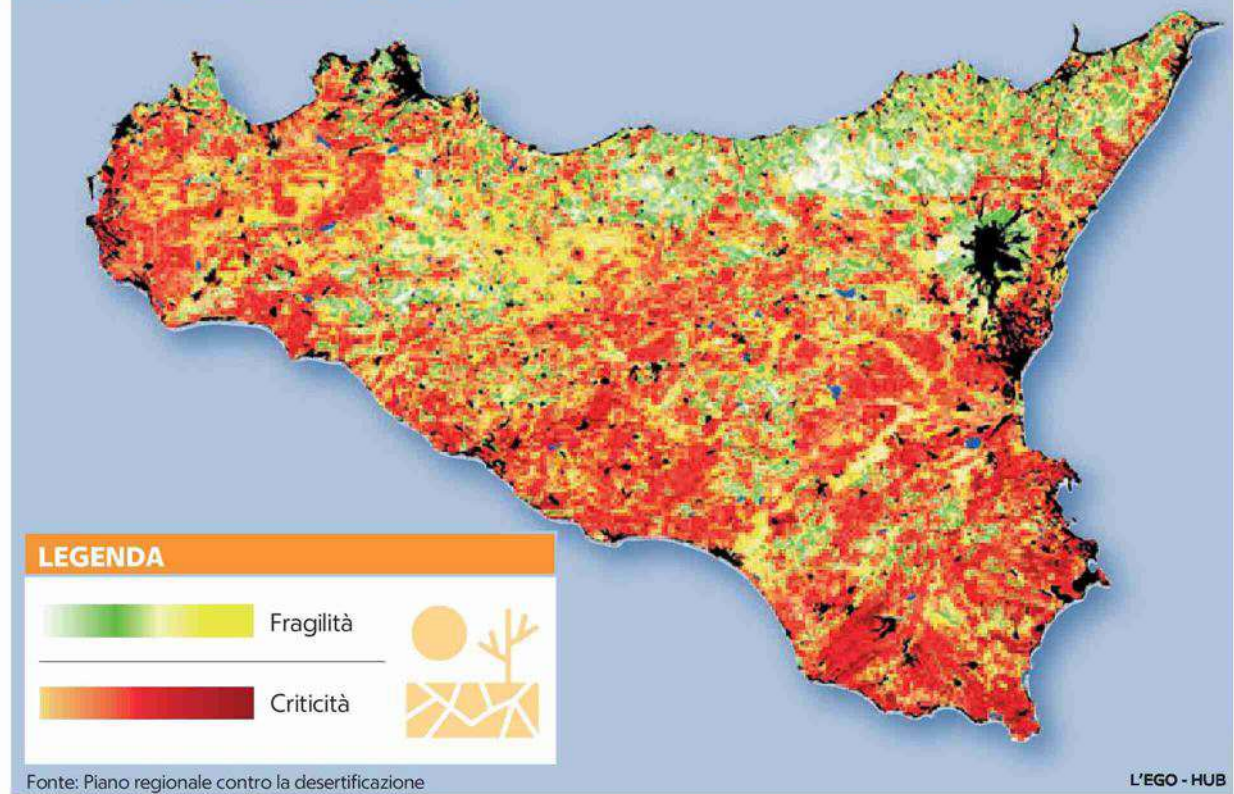 LEGENDA
Fragilità
Criticità
Fonte: Piano regionale contro la desertificazione
L'EGO - HUB